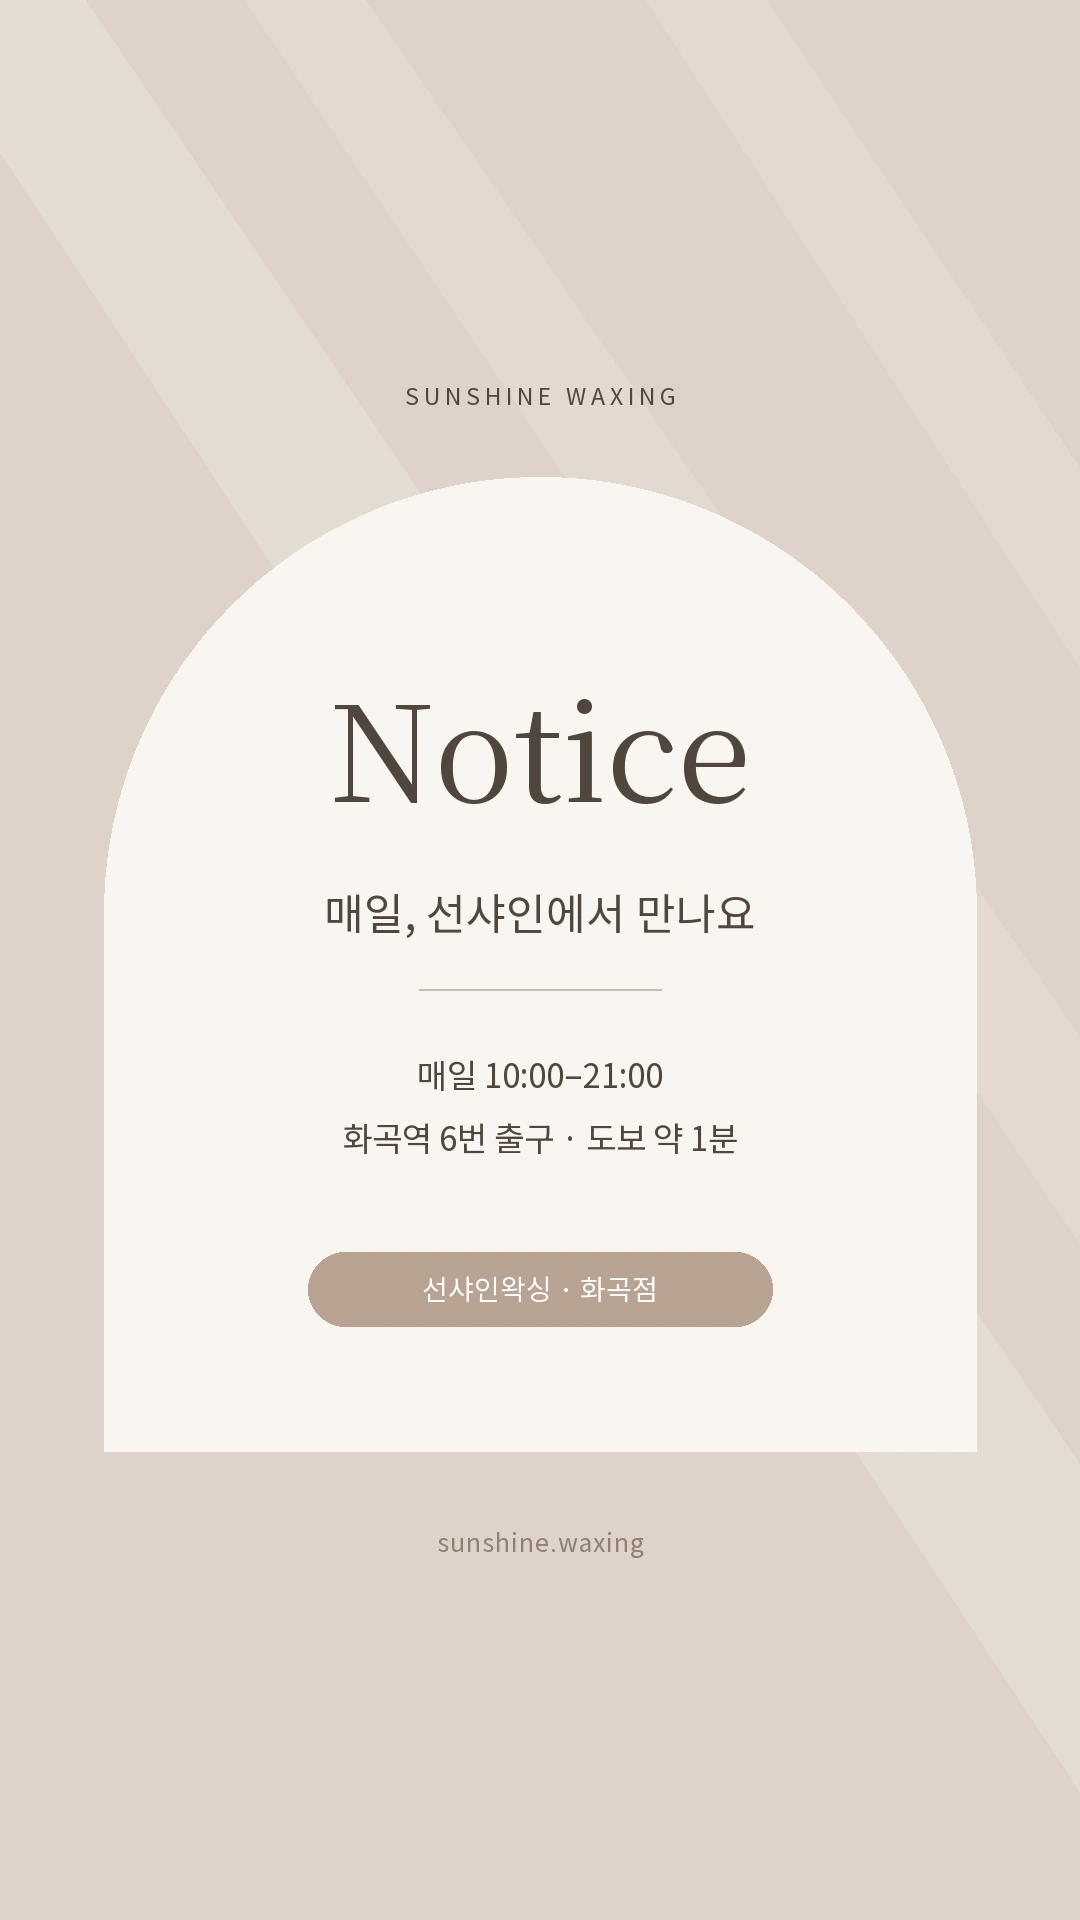 SUNSHINE WAXING
Notice
매일, 선샤인에서 만나요
매일 10:00–21:00
화곡역 6번 출구 · 도보 약 1분
선샤인왁싱 · 화곡점
sunshine.waxing